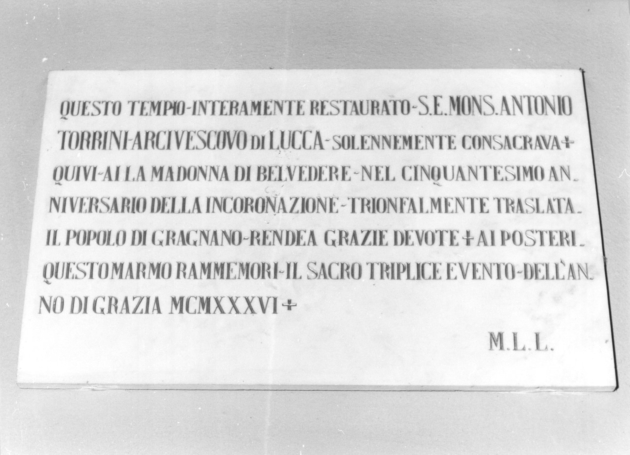 QUESTO TEMPIO-INTERAMENTE RESTAURATO-S.E.MONS.ANTONIO
TORRINI-ARCIVESCOVO DI LUCCA-SOLENNEMENTE CONSACRAVA+
QUIVI-AI LA MADONNA DI BELVEDERE-NEL CINQUANTESIMO AN-
NIVERSARIO DELLA INCORONAZIONE-TRIONFALMENTE TRASLATA-
IL POPOLO DI GRAGNANO-RENDEA GRAZIE DEVOTE+AI POSTERI-
QUESTO MARMO RAMMEMORI-IL SACRO TRIPLICE EVENTO-DELL'AN-
NO DI GRAZIA MCMXXXVI+
M.L.L.